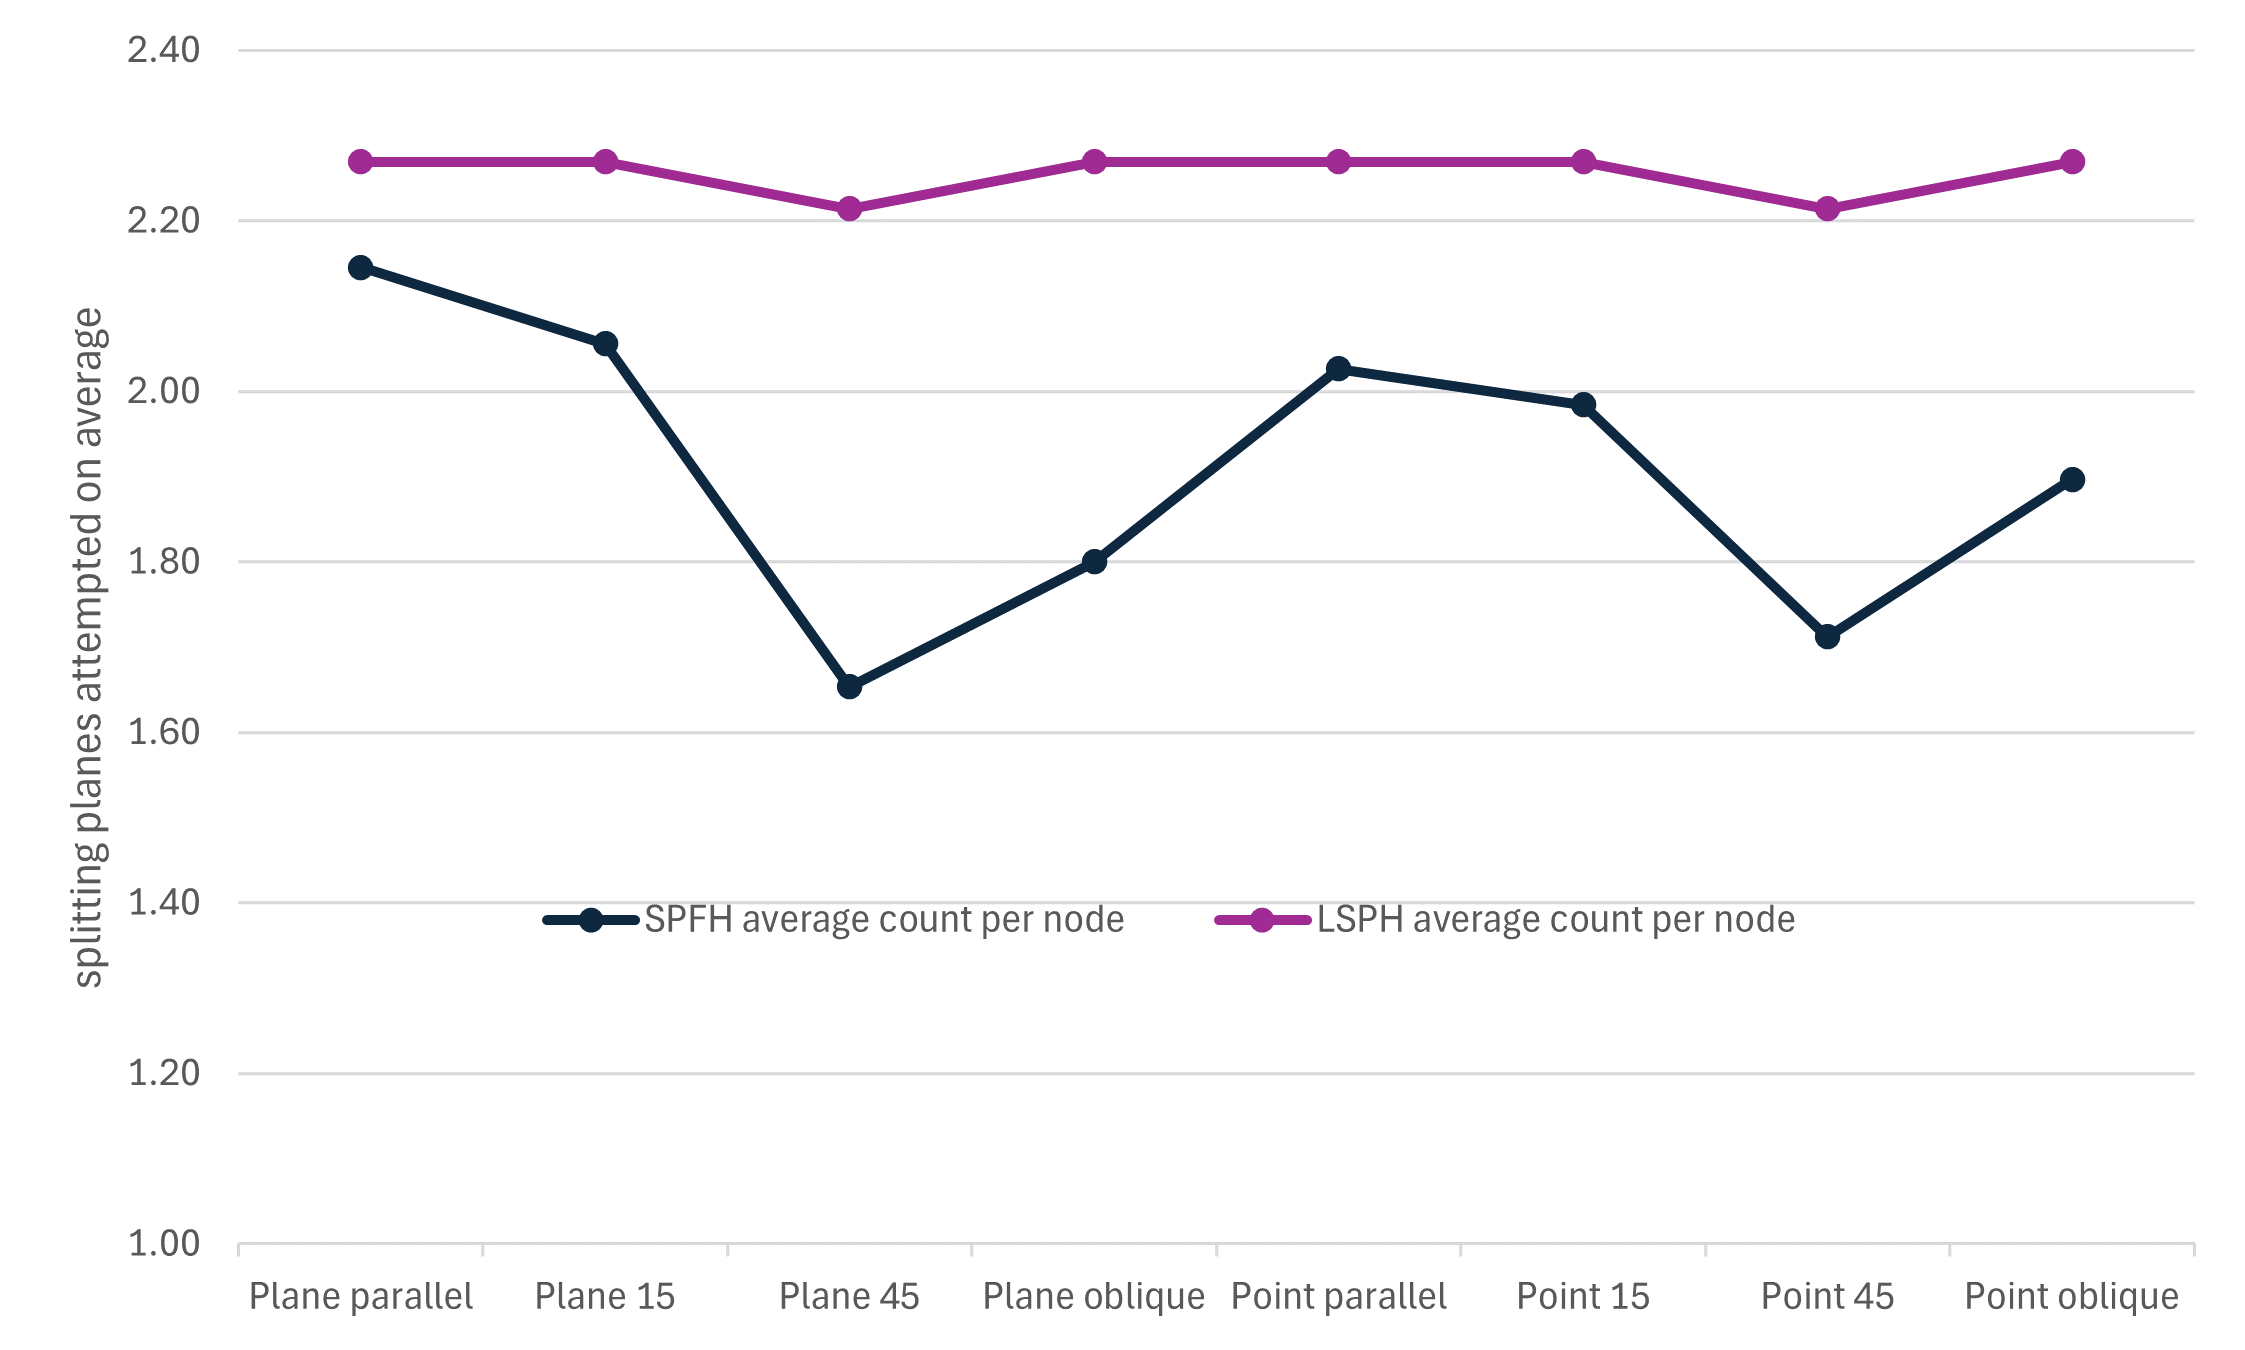 splitting planes attempted on average
2.40
2.20
2.00
1.80
1.60
1.40
1.20
1.00
SPFH average count per node
LSPH average count per node
Plane parallel
Plane 15
Plane 45
Plane oblique
Point parallel
Point 15
Point 45
Point oblique